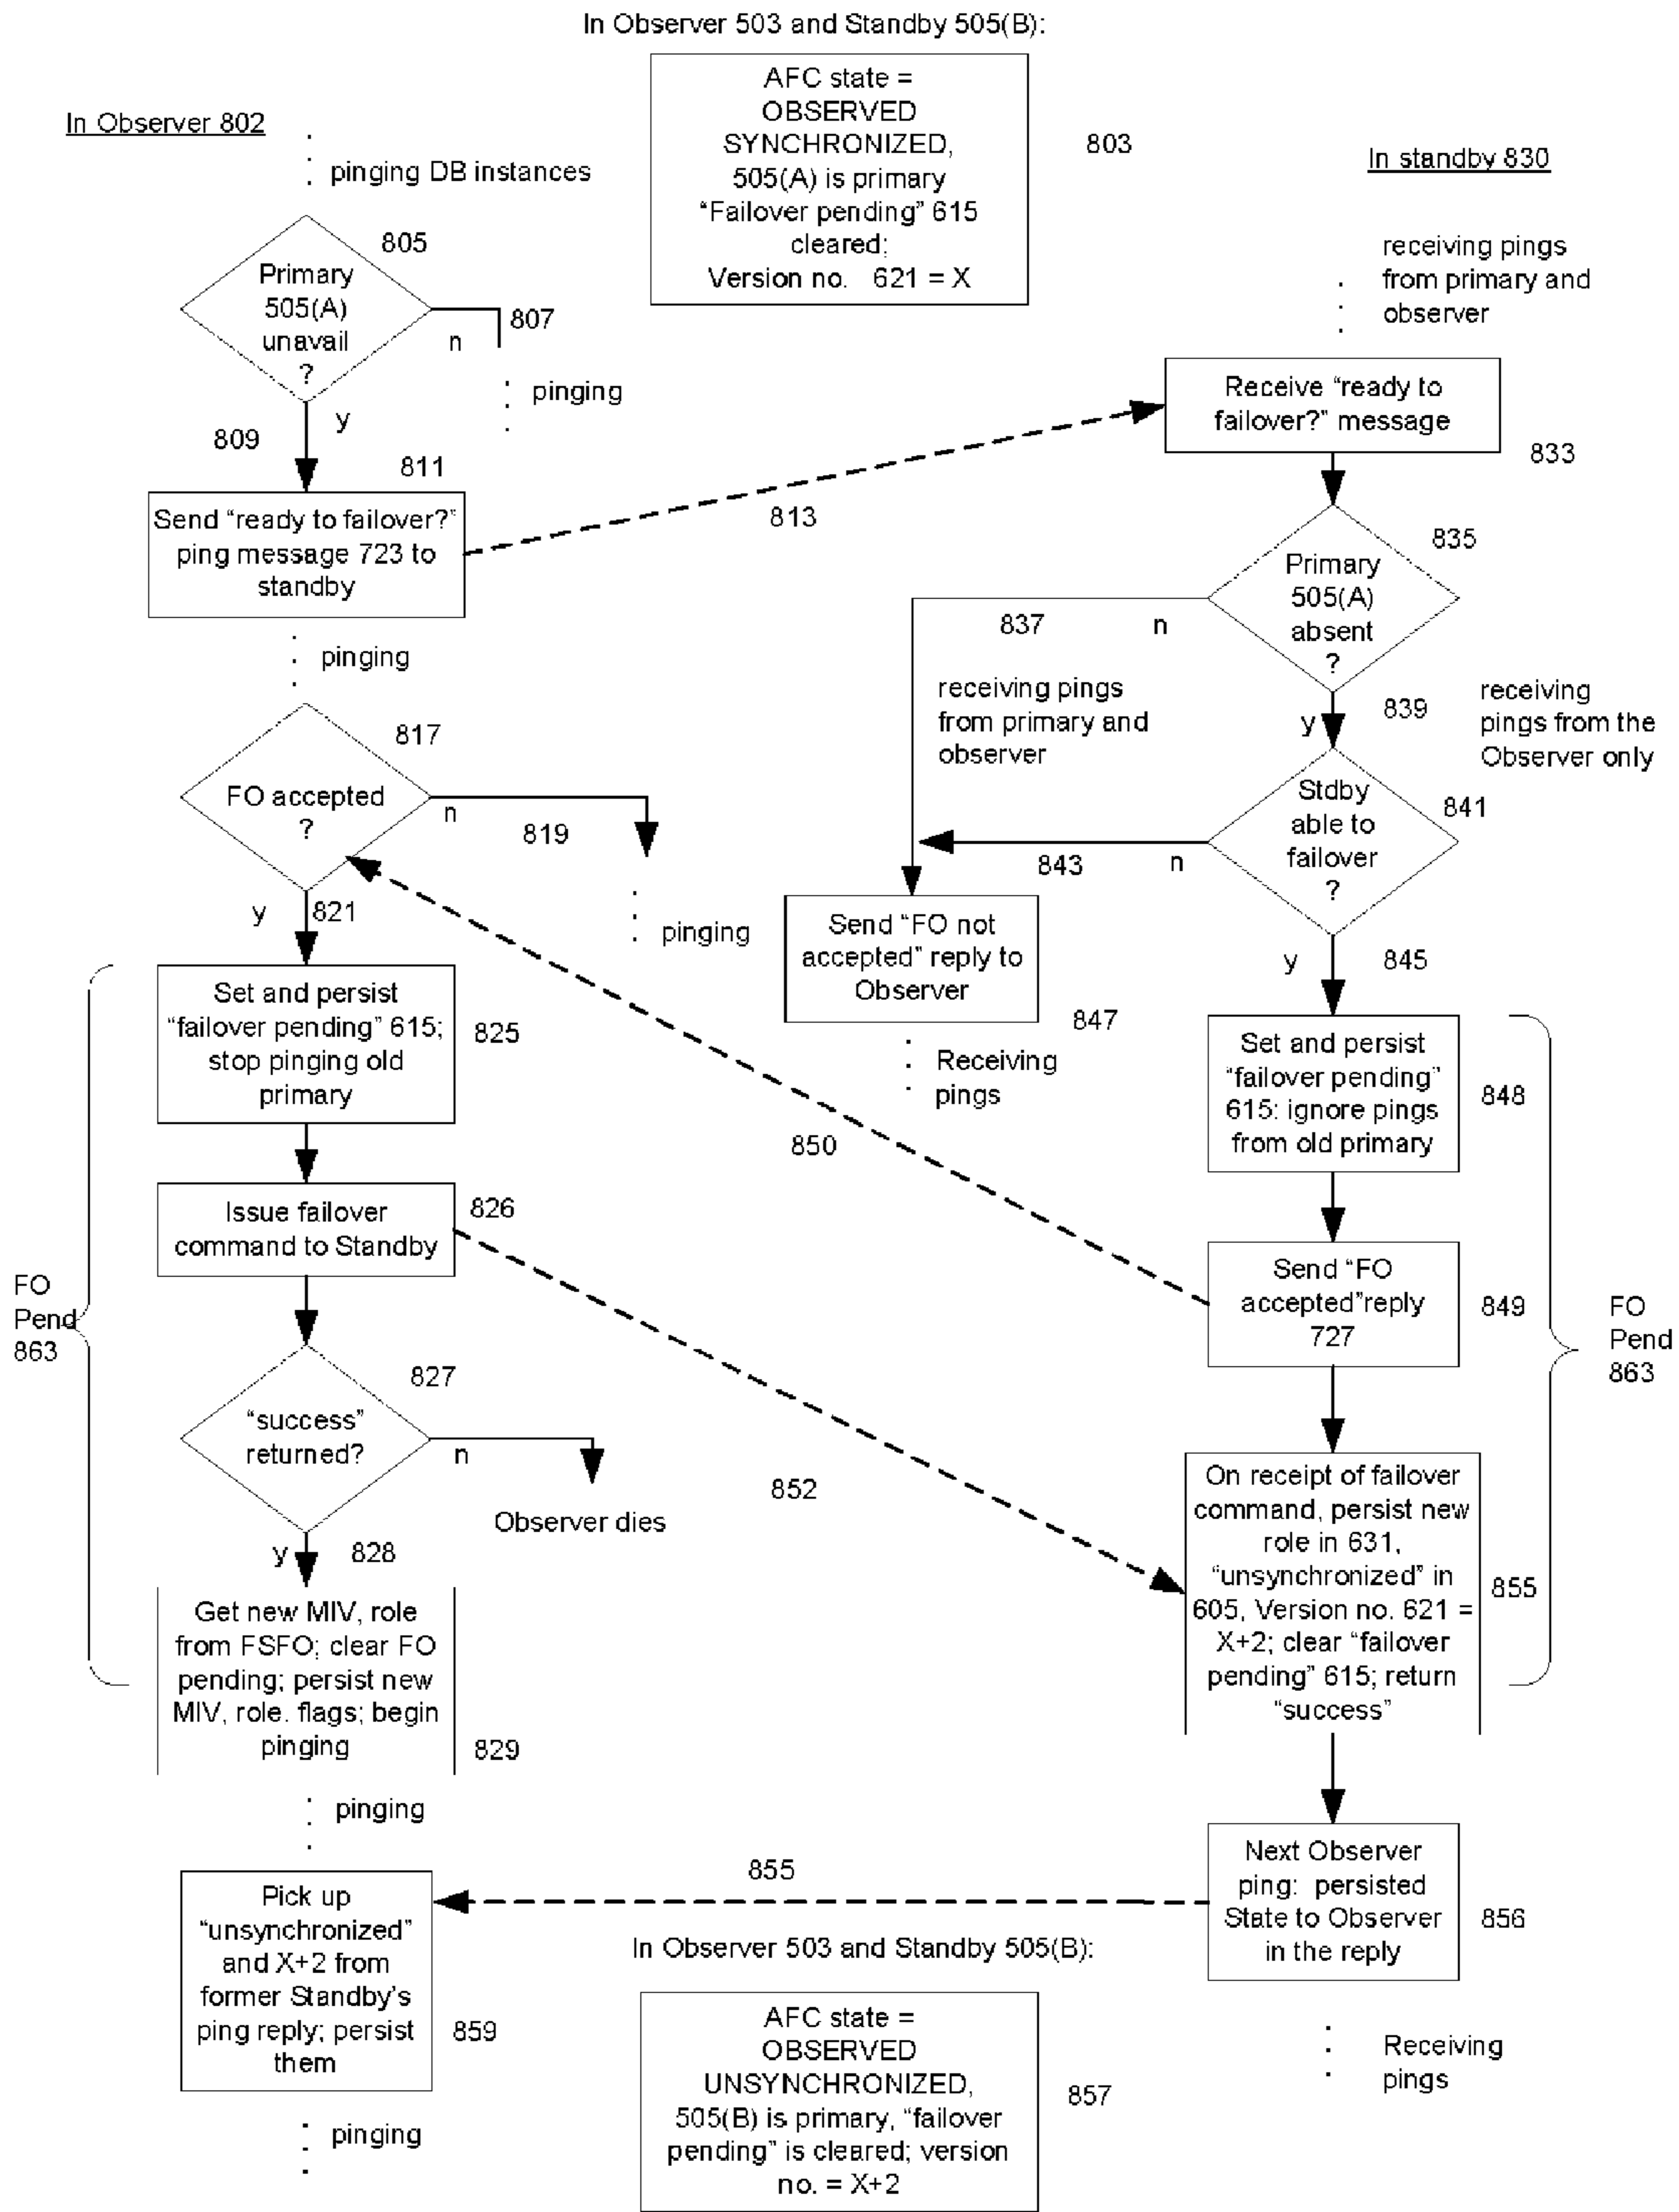 In Observer 503 and Standby 505(B):
AFC state =
OBSERVED
SYNCHRONIZED,
505(A) is primary
“Failover pending” 615
cleared;
Version no. 621 = X
803
In Observer 802
pinging DB instances
805
Primary
505(A)
unavail
?
n
807
pinging
y
809
811
Send “ready to failover?”
ping message 723 to
standby
813
pinging
817
FO accepted
?
n
819
pinging
y
821
Set and persist
“failover pending” 615;
stop pinging old
primary
825
Issue failover
command to Standby
826
FO
Pend
863
827
“success”
returned?
n
Observer dies
y
828
Get new MIV, role
from FSFO; clear FO
pending; persist new
MIV, role. flags; begin
pinging
829
pinging
Pick up
“unsynchronized”
and X+2 from
former Standby’s
ping reply; persist
them
859
pinging
In standby 830
receiving pings
from primary and
observer
Receive “ready to
failover?” message
833
835
Primary
505(A)
absent
?
837
n
receiving pings
from primary and
observer
y
839
receiving
pings from the
Observer only
Stdby
able to
failover
?
841
843
n
Send “FO not
accepted” reply to
Observer
847
Receiving
pings
y
845
Set and persist
“failover pending”
615: ignore pings
from old primary
848
850
Send “FO
accepted”reply
727
849
FO
Pend
863
852
On receipt of failover
command, persist new
role in 631,
“unsynchronized” in
605, Version no. 621 =
X+2; clear “failover
pending” 615; return
“success”
855
Next Observer
ping: persisted
State to Observer
in the reply
856
855
Receiving
pings
In Observer 503 and Standby 505(B):
AFC state =
OBSERVED
UNSYNCHRONIZED,
505(B) is primary, “failover
pending” is cleared; version
no. = X+2
857